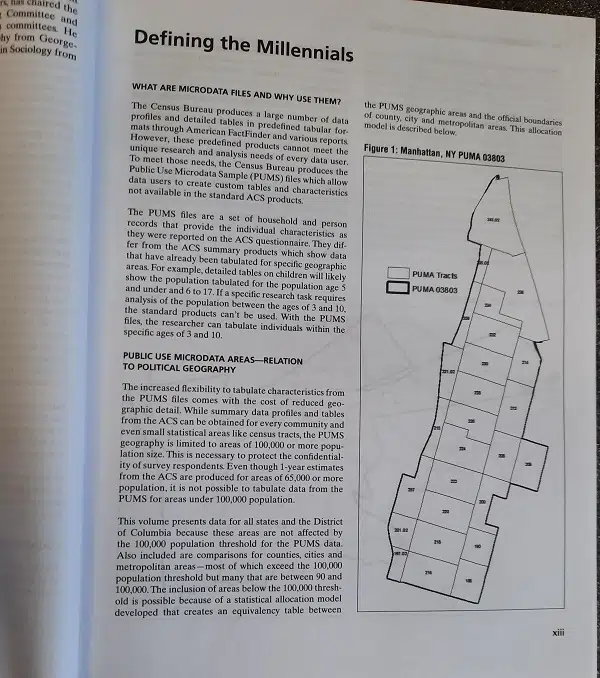 rs, has chaired the
Committee and
committees. He
hy from George-
in Sociology from
Defining the Millennials
WHAT ARE MICRODATA FILES AND WHY USE THEM?
The Census Bureau produces a large number of data
profiles and detailed tables in predefined tabular for-
mats through American FactFinder and various reports.
However, these predefined products cannot meet the
unique research and analysis needs of every data user.
To meet those needs, the Census Bureau produces the
Public Use Microdata Sample (PUMS) files which allow
data users to create custom tables and characteristics
not available in the standard ACS products.
The PUMS files are a set of household and person
records that provide the individual characteristics as
they were reported on the ACS questionnaire. They dif-
fer from the ACS summary products which show data
that have already been tabulated for specific geographic
areas. For example, detailed tables on children will likely
show the population tabulated for the population age 5
and under and 6 to 17. If a specific research task requires
analysis of the population between the ages of 3 and 10,
the standard products can't be used. With the PUMS
files, the researcher can tabulate individuals within the
specific ages of 3 and 10.
PUBLIC USE MICRODATA AREAS—RELATION
TO POLITICAL GEOGRAPHY
The increased flexibility to tabulate characteristics from
the PUMS files comes with the cost of reduced geo-
graphic detail. While summary data profiles and tables
from the ACS can be obtained for every community and
even small statistical areas like census tracts, the PUMS
geography is limited to areas of 100,000 or more popu-
lation size. This is necessary to protect the confidential-
ity of survey respondents. Even though 1-year estimates
from the ACS are produced for areas of 65,000 or more
population, it is not possible to tabulate data from the
PUMS for areas under 100,000 population.
This volume presents data for all states and the District
of Columbia because these areas are not affected by
the 100,000 population threshold for the PUMS data.
Also included are comparisons for counties, cities and
metropolitan areas—most of which exceed the 100,000
population threshold but many that are between 90 and
100,000. The inclusion of areas below the 100,000 thresh-
old is possible because of a statistical allocation model
developed that creates an equivalency table between
the PUMS geographic areas and the official boundaries
of county, city and metropolitan areas. This allocation
model is described below.
Figure 1: Manhattan, NY PUMA 03803
PUMA Tracts
PUMA 03803
xiii